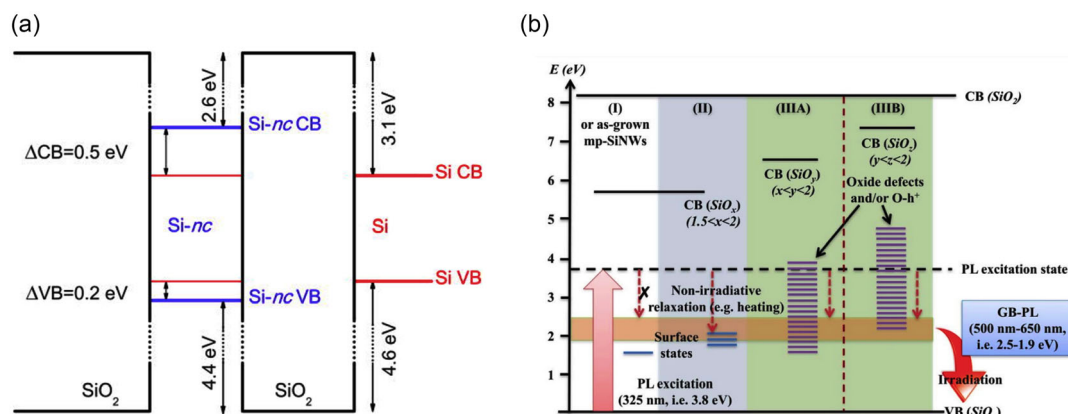 (a)
2.6 eV
3.1 eV
Si-nc CB
ΔCB=0.5 eV
Si CB
Si-nc
Si
Si VB
ΔVB=0.2 eV
Si-nc VB
4.4 eV
4.6 eV
SiO2
SiO2
(b)
E (eV)
8
7
6
5
4
3
2
1
CB (SiO2)
(I)
or as-grown
mp-SiNWs
(II)
(IIIA)
(IIIB)
CB (SiOz)
(y<z<2)
CB (SiOy)
(x<y<2)
Oxide defects
and/or O-h+
CB (SiOx)
(1.5<x<2)
PL excitation state
✗
Non-irradiative
relaxation (e.g. heating)
GB-PL
(500 nm-650 nm,
i.e. 2.5-1.9 eV)
Surface
states
PL excitation
(325 nm, i.e. 3.8 eV)
Irradiation
VB (SiO